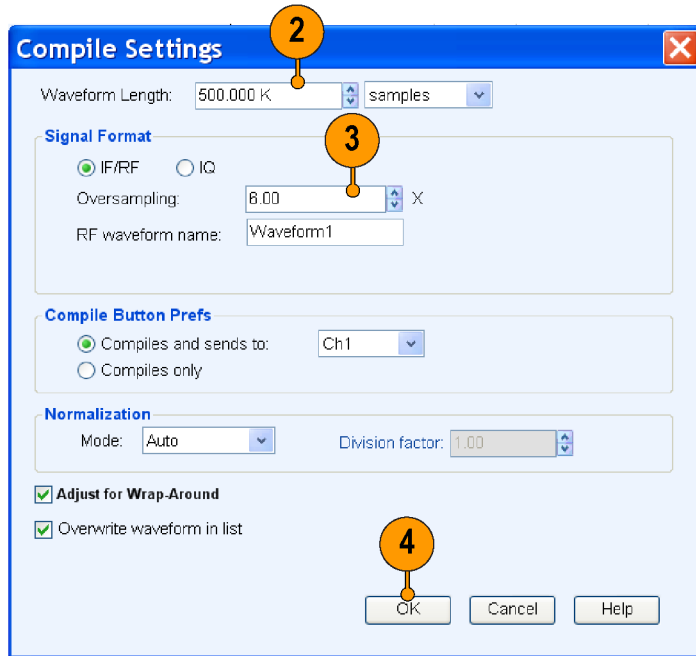 2
Compile Settings
Waveform Length: 500.000 K samples
Signal Format
3
IF/RF IQ
Oversampling: 6.00 X
RF waveform name: Waveform1
Compile Button Prefs
Compiles and sends to: Ch1
Compiles only
Normalization
Mode: Auto Division factor: 1.00
Adjust for Wrap-Around
Overwrite waveform in list
4
OK Cancel Help